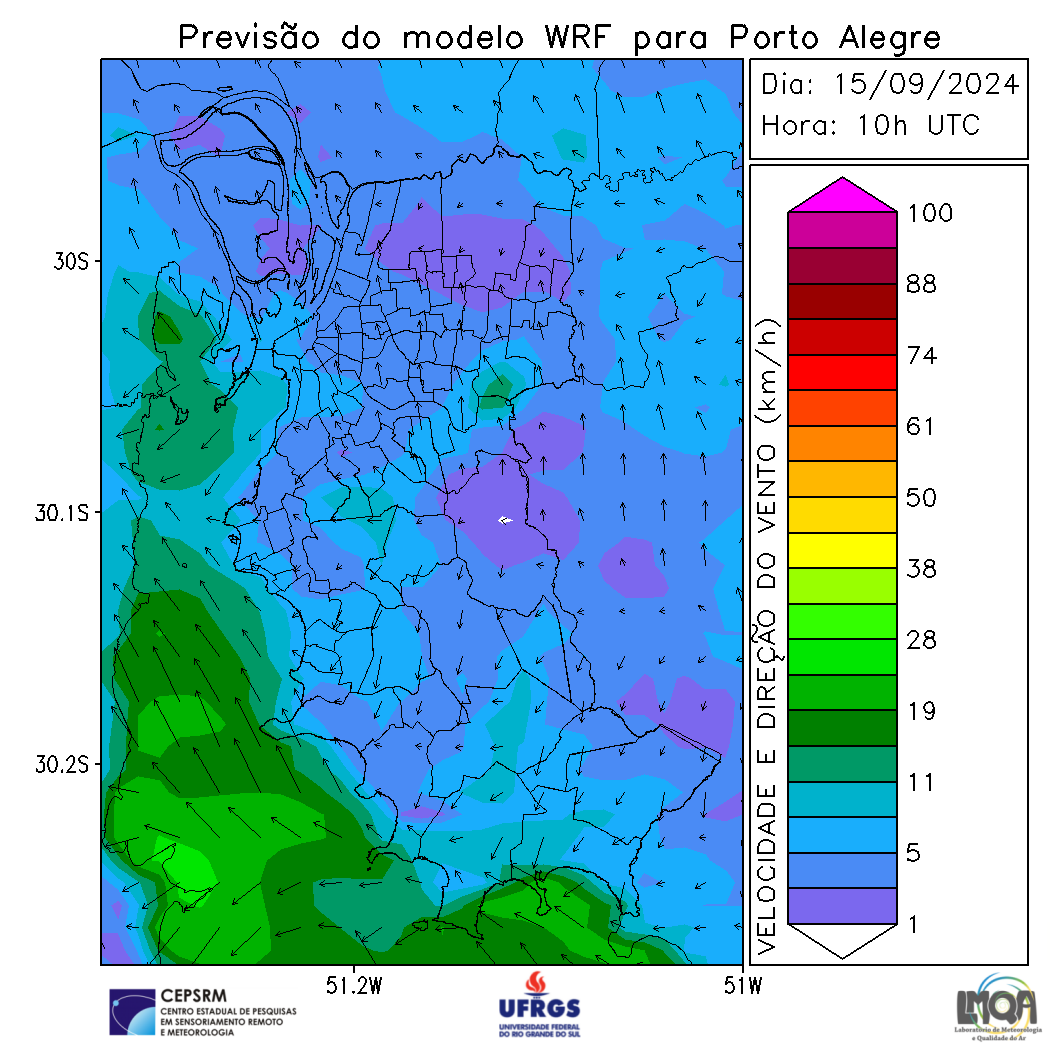 Previsão do modelo WRF para Porto Alegre
Dia: 15/09/2024
Hora: 10h UTC
30S
30.1S
30.2S
51.2W
51W
VELOCIDADE E DIREÇÃO DO VENTO (km/h)
100
88
74
61
50
38
28
19
11
5
1
CEPSRM
CENTRO ESTADUAL DE PESQUISAS
EM SENSORIAMENTO REMOTO
E METEOROLOGIA
UFRGS
UNIVERSIDADE FEDERAL
DO RIO GRANDE DO SUL
LMQA
Laboratório de Meteorologia
e Qualidade do Ar